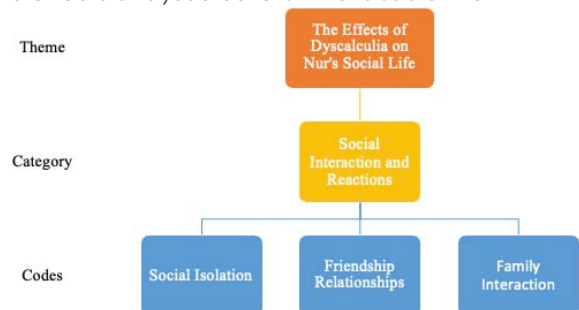 Theme
The Effects of
Dyscalculia on
Nur's Social Life
Category
Social
Interaction and
Reactions
Codes
Social Isolation
Friendship
Relationships
Family
Interaction